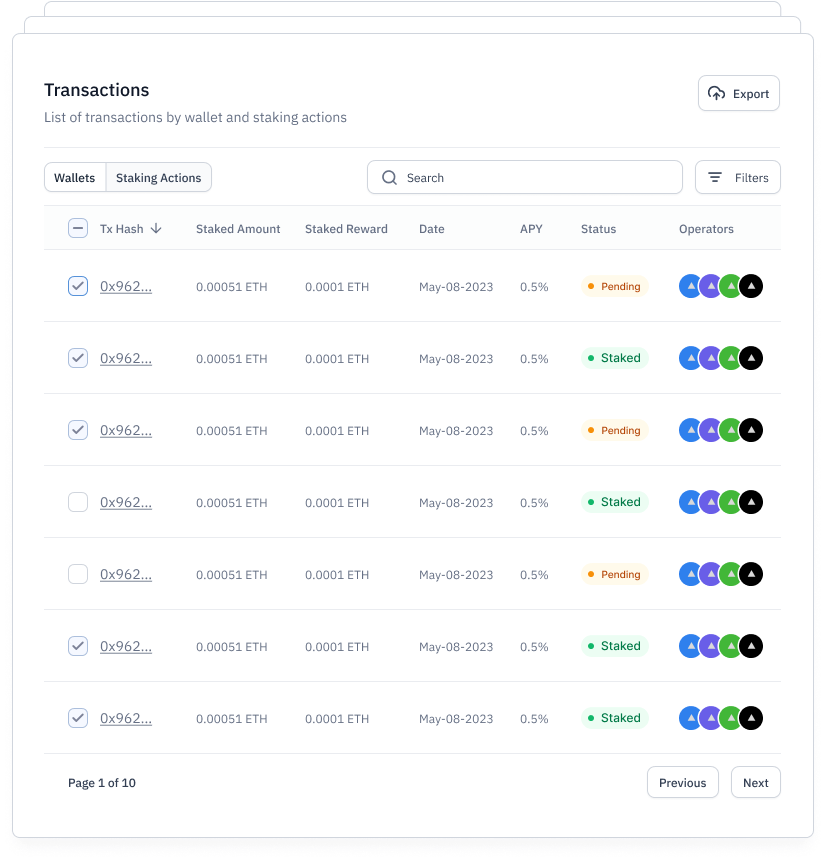 Transactions
Export
List of transactions by wallet and staking actions
Wallets Staking Actions Search Filters
Tx Hash Staked Amount Staked Reward Date APY Status Operators
0x962... 0.00051 ETH 0.0001 ETH May-08-2023 0.5% Pending
0x962... 0.00051 ETH 0.0001 ETH May-08-2023 0.5% Staked
0x962... 0.00051 ETH 0.0001 ETH May-08-2023 0.5% Pending
0x962... 0.00051 ETH 0.0001 ETH May-08-2023 0.5% Staked
0x962... 0.00051 ETH 0.0001 ETH May-08-2023 0.5% Pending
0x962... 0.00051 ETH 0.0001 ETH May-08-2023 0.5% Staked
0x962... 0.00051 ETH 0.0001 ETH May-08-2023 0.5% Staked
Page 1 of 10 Previous Next